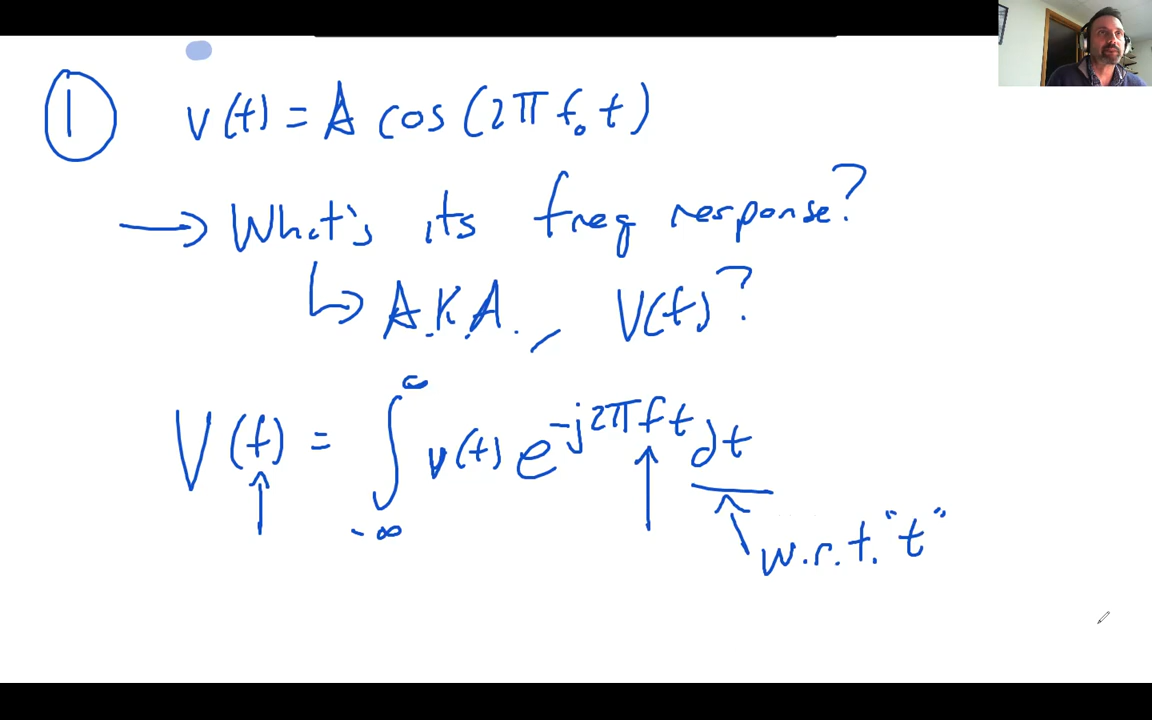 ① v(t) = A cos(2π f₀ t)
→ What's its freq response?
↳ A.K.A., V(f)?
V(f) = ∫_{-∞}^{∞} v(t) e^{-j2πft} dt
w.r.t. "t"